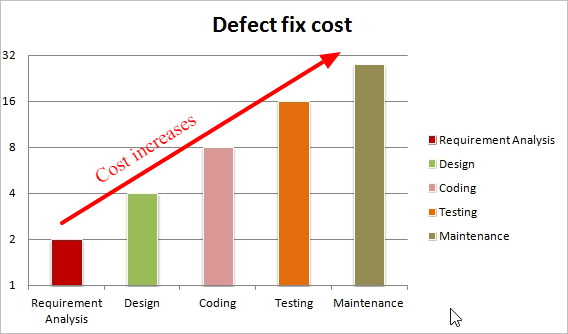 Defect fix cost
32
16
8
4
2
1
Cost increases
Requirement
Analysis
Design
Coding
Testing
Maintenance
Requirement Analysis
Design
Coding
Testing
Maintenance